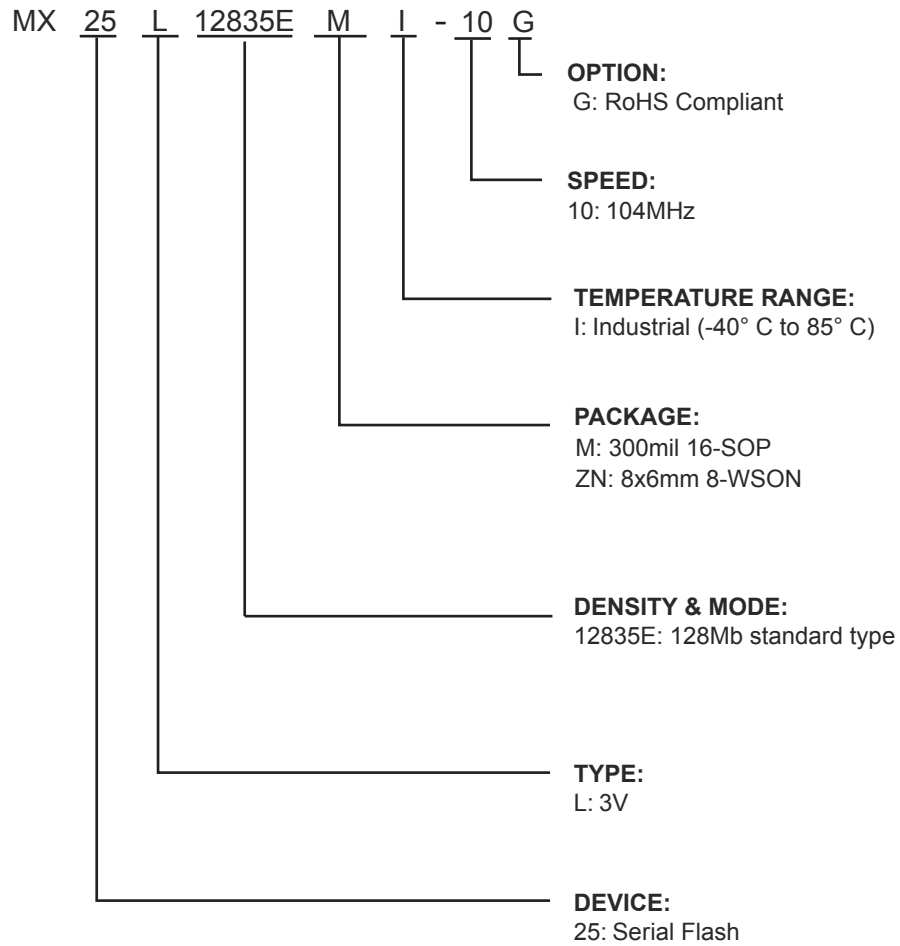 MX 25 L 12835E M I - 10 G
OPTION:
G: RoHS Compliant
SPEED:
10: 104MHz
TEMPERATURE RANGE:
I: Industrial (-40° C to 85° C)
PACKAGE:
M: 300mil 16-SOP
ZN: 8x6mm 8-WSON
DENSITY & MODE:
12835E: 128Mb standard type
TYPE:
L: 3V
DEVICE:
25: Serial Flash